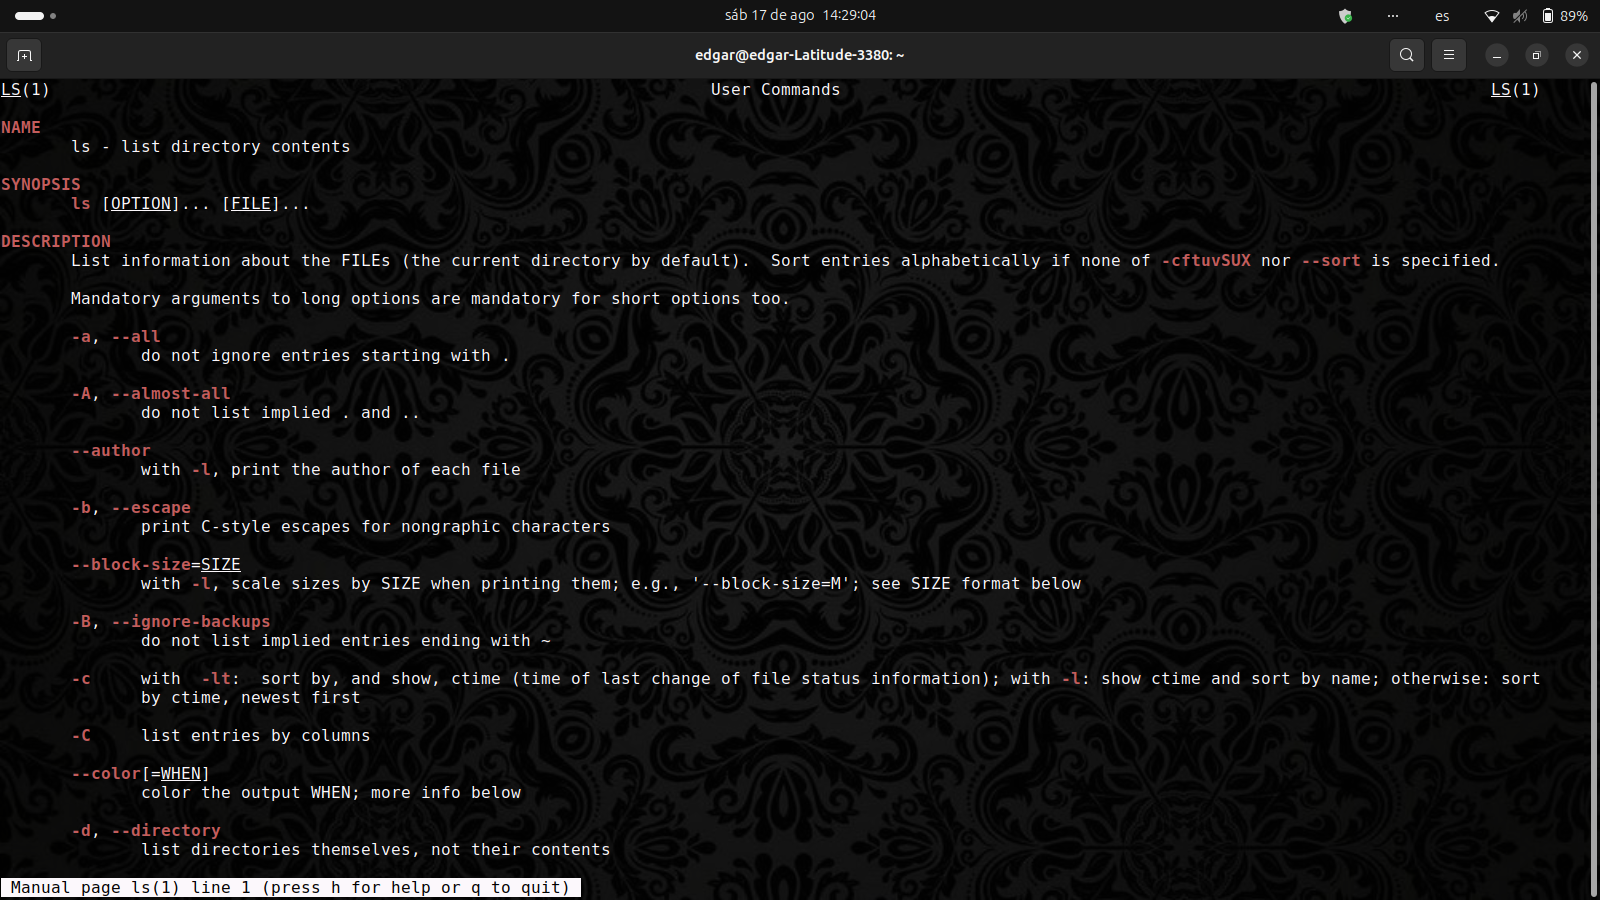 sáb 17 de ago 14:29:04
es
89%
edgar@edgar-Latitude-3380: ~
LS(1) User Commands LS(1)
NAME
ls - list directory contents
SYNOPSIS
ls [OPTION]... [FILE]...
DESCRIPTION
List information about the FILEs (the current directory by default). Sort entries alphabetically if none of -cftuvSUX nor --sort is specified.
Mandatory arguments to long options are mandatory for short options too.
-a, --all
do not ignore entries starting with .
-A, --almost-all
do not list implied . and ..
--author
with -l, print the author of each file
-b, --escape
print C-style escapes for nongraphic characters
--block-size=SIZE
with -l, scale sizes by SIZE when printing them; e.g., '--block-size=M'; see SIZE format below
-B, --ignore-backups
do not list implied entries ending with ~
-c with -lt: sort by, and show, ctime (time of last change of file status information); with -l: show ctime and sort by name; otherwise: sort
by ctime, newest first
-C list entries by columns
--color[=WHEN]
color the output WHEN; more info below
-d, --directory
list directories themselves, not their contents
Manual page ls(1) line 1 (press h for help or q to quit)